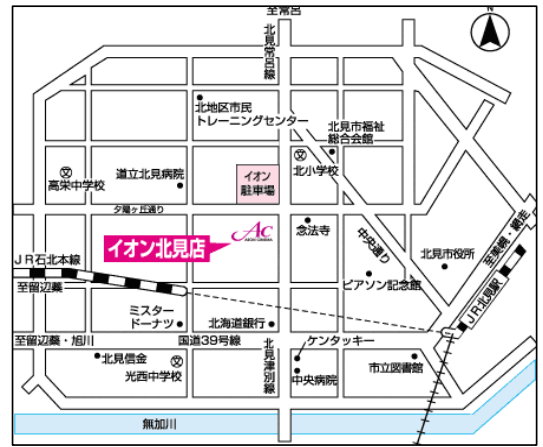 至常呂
北見常呂線
N
北地区市民
トレーニングセンター
北見市福祉
総合会館
文
高栄中学校
道立北見病院
イオン
駐車場
文
北小学校
夕陽ヶ丘通り
AC
AEON CINEMA
念法寺
中央通り
北見市役所
至美幌・網走
イオン北見店
JR石北本線
至留辺蘂
ピアソン記念館
JR北見駅
ミスター
ドーナツ
北海道銀行
至留辺蘂・旭川
国道39号線
北見津別線
ケンタッキー
北見信金
文
光西中学校
中央病院
市立図書館
無加川